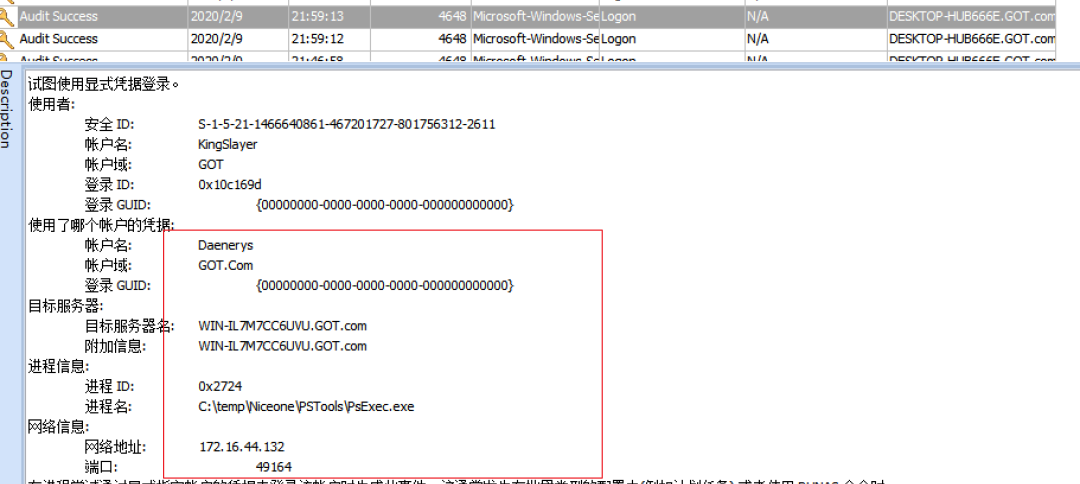 Audit Success 2020/2/9 21:59:13 4648 Microsoft-Windows-Se Logon N/A DESKTOP-HUB666E.GOT.com
Audit Success 2020/2/9 21:59:12 4648 Microsoft-Windows-Se Logon N/A DESKTOP-HUB666E.GOT.com
Audit Success 2020/2/9 21:46:58 4648 Microsoft-Windows-Se Logon N/A DESKTOP-HUB666E.GOT.com
Description
试图使用显式凭据登录。
使用者:
安全 ID: S-1-5-21-1466640861-467201727-801756312-2611
帐户名: KingSlayer
帐户域: GOT
登录 ID: 0x10c169d
登录 GUID: {00000000-0000-0000-0000-000000000000}
使用了哪个帐户的凭据:
帐户名: Daenerys
帐户域: GOT.Com
登录 GUID: {00000000-0000-0000-0000-000000000000}
目标服务器:
目标服务器名: WIN-IL7M7CC6UVU.GOT.com
附加信息: WIN-IL7M7CC6UVU.GOT.com
进程信息:
进程 ID: 0x2724
进程名: C:\temp\Niceone\PSTools\PsExec.exe
网络信息:
网络地址: 172.16.44.132
端口: 49164